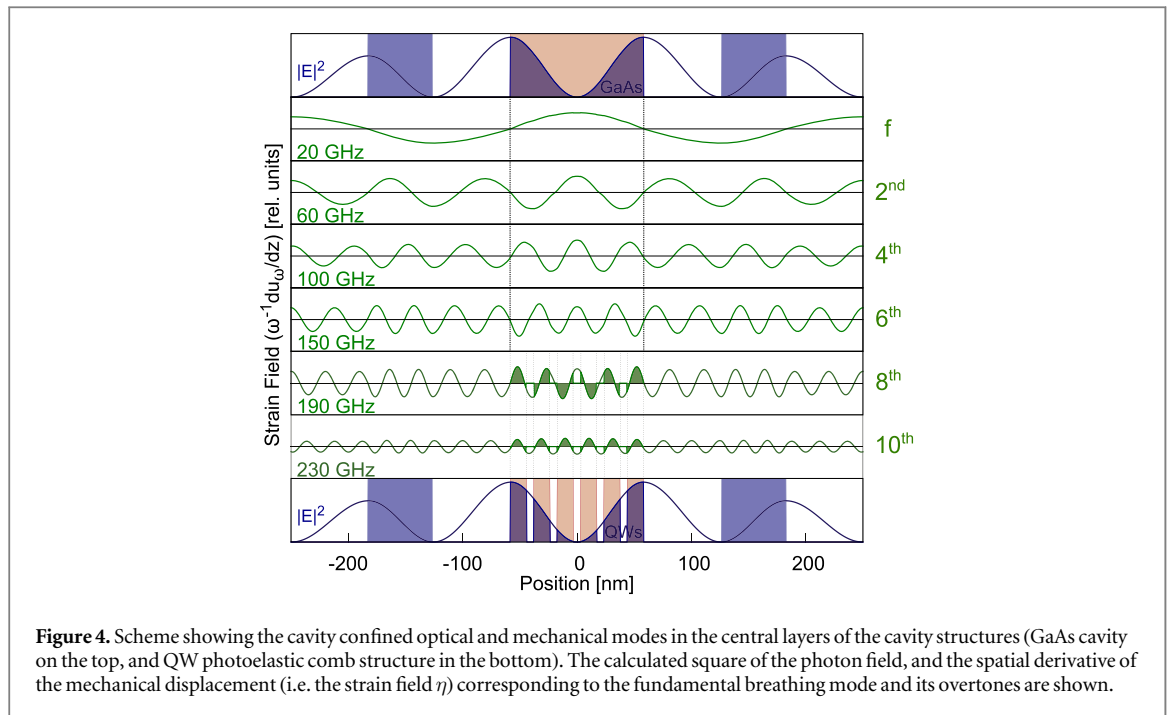 |E|²
GaAs
f
20 GHz
2nd
60 GHz
4th
100 GHz
6th
150 GHz
8th
190 GHz
10th
230 GHz
|E|²
QWs
Strain Field (ω⁻¹duω/dz) [rel. units]
-200 -100 0 100 200
Position [nm]
Figure 4. Scheme showing the cavity confined optical and mechanical modes in the central layers of the cavity structures (GaAs cavity
on the top, and QW photoelastic comb structure in the bottom). The calculated square of the photon field, and the spatial derivative of
the mechanical displacement (i.e. the strain field η) corresponding to the fundamental breathing mode and its overtones are shown.